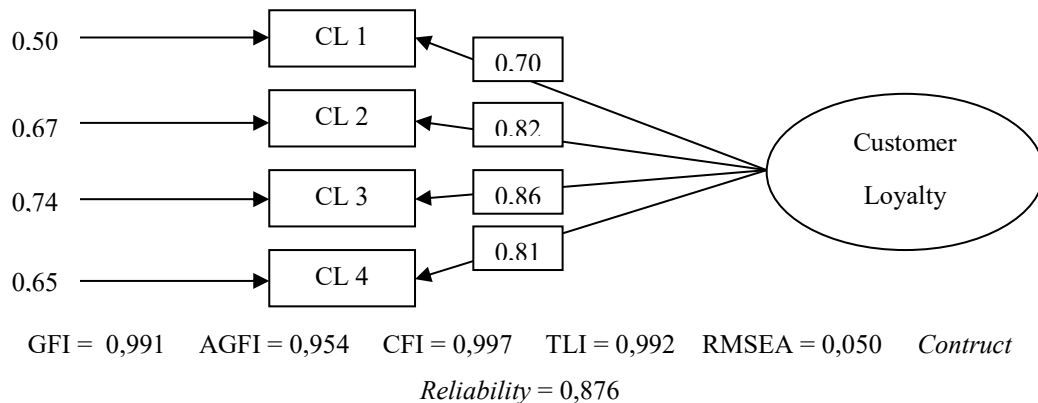 0,50 CL 1 0,70
0,67 CL 2 0,82
Customer
0,74 CL 3 0,86
Loyalty
0,65 CL 4 0,81
GFI = 0,991 AGFI = 0,954 CFI = 0,997 TLI = 0,992 RMSEA = 0,050 Contruct
Reliability = 0,876